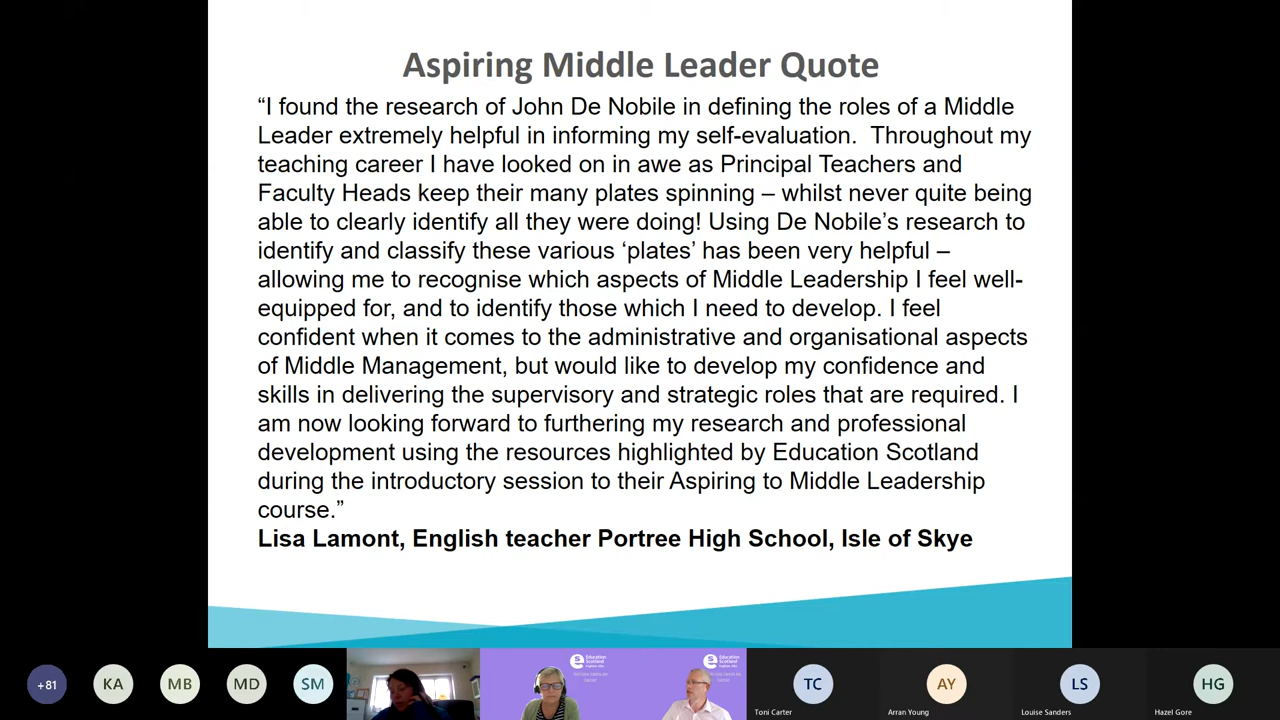 Aspiring Middle Leader Quote
“I found the research of John De Nobile in defining the roles of a Middle
Leader extremely helpful in informing my self-evaluation.  Throughout my
teaching career I have looked on in awe as Principal Teachers and
Faculty Heads keep their many plates spinning – whilst never quite being
able to clearly identify all they were doing! Using De Nobile’s research to
identify and classify these various ‘plates’ has been very helpful –
allowing me to recognise which aspects of Middle Leadership I feel well-
equipped for, and to identify those which I need to develop. I feel
confident when it comes to the administrative and organisational aspects
of Middle Management, but would like to develop my confidence and
skills in delivering the supervisory and strategic roles that are required. I
am now looking forward to furthering my research and professional
development using the resources highlighted by Education Scotland
during the introductory session to their Aspiring to Middle Leadership
course.”
Lisa Lamont, English teacher Portree High School, Isle of Skye
+81 KA MB MD SM TC AY LS HG
Education Scotland
Education Scotland
Toni Carter Arran Young Louise Sanders Hazel Gore